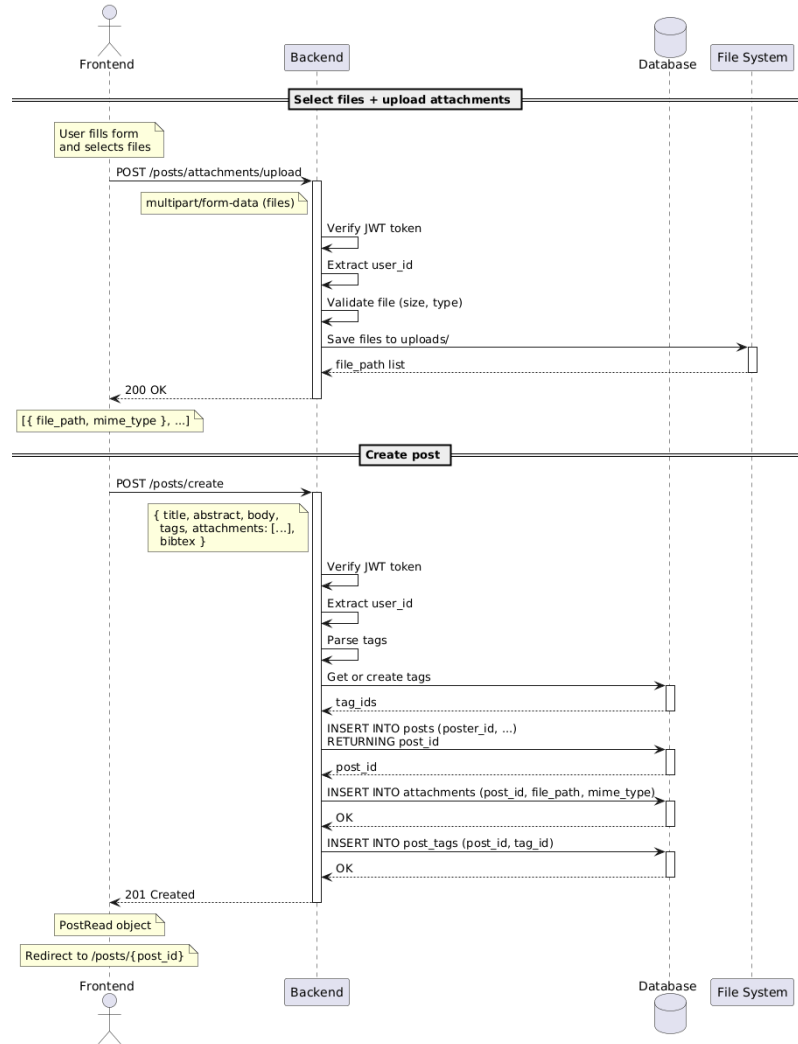 Frontend
Backend
Database
File System
Select files + upload attachments
User fills form
and selects files
POST /posts/attachments/upload
multipart/form-data (files)
Verify JWT token
Extract user_id
Validate file (size, type)
Save files to uploads/
file_path list
200 OK
[{ file_path, mime_type }, ...]
Create post
POST /posts/create
{ title, abstract, body,
tags, attachments: [...],
bibtex }
Verify JWT token
Extract user_id
Parse tags
Get or create tags
tag_ids
INSERT INTO posts (poster_id, ...)
RETURNING post_id
post_id
INSERT INTO attachments (post_id, file_path, mime_type)
OK
INSERT INTO post_tags (post_id, tag_id)
OK
201 Created
PostRead object
Redirect to /posts/{post_id}
Frontend
Backend
Database
File System